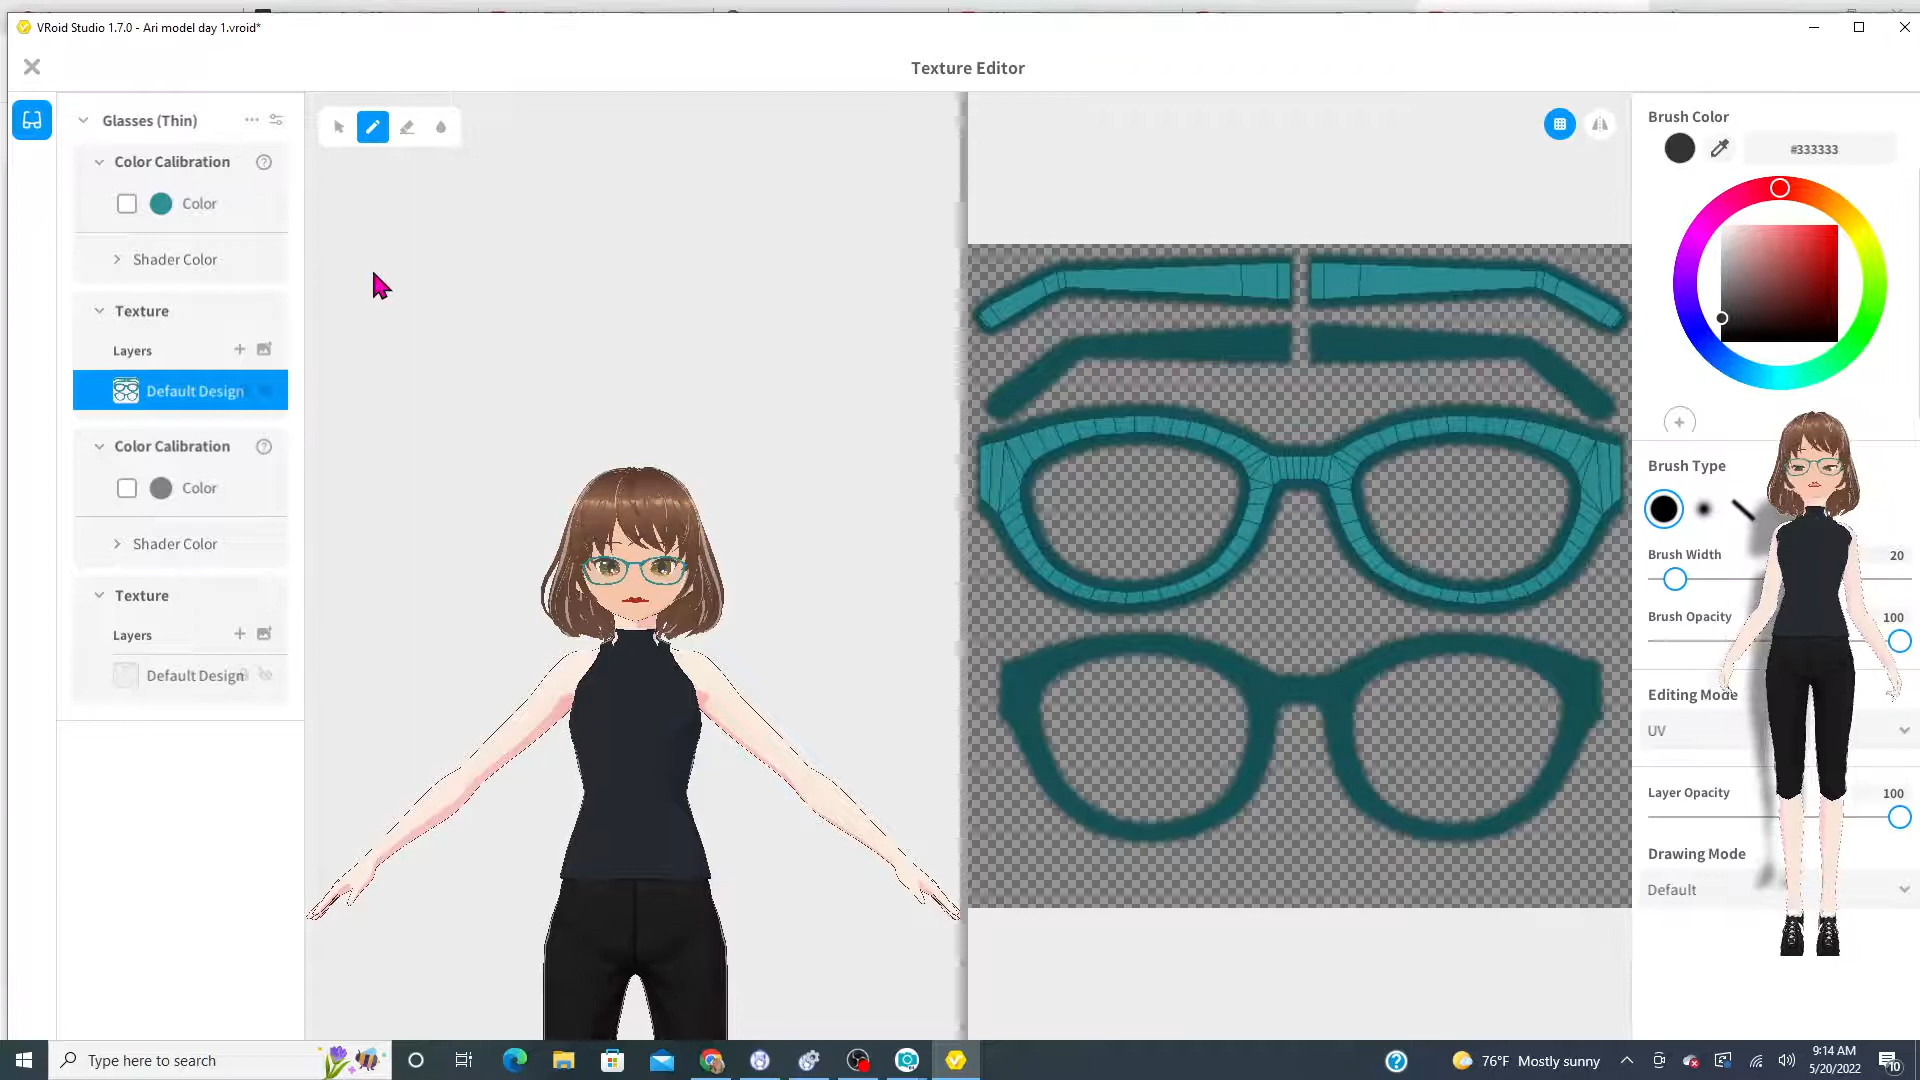 VRoid Studio 1.7.0 - Ari model day 1.vroid*
Texture Editor
Glasses (Thin)
Color Calibration
Color
Shader Color
Texture
Layers
Default Design
Color Calibration
Color
Shader Color
Texture
Layers
Default Design
Brush Color
#333333
Brush Type
Brush Width
20
Brush Opacity
100
Editing Mode
UV
Layer Opacity
100
Drawing Mode
Default
Type here to search
76°F Mostly sunny
9:14 AM
5/20/2022
10